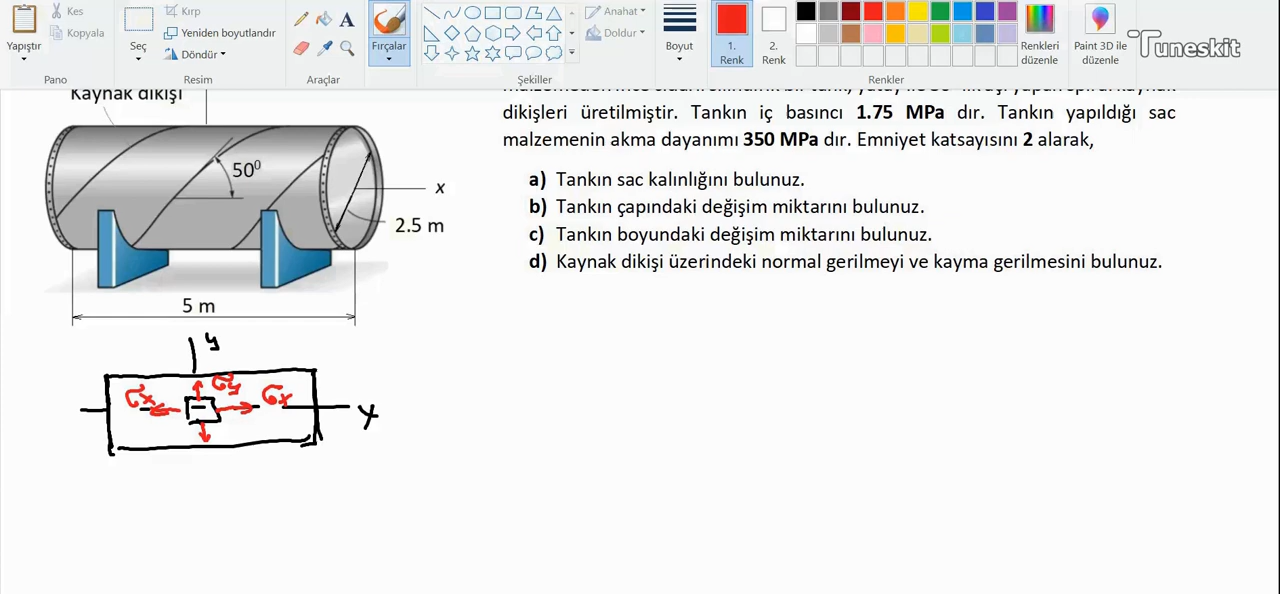 Yapıştır
Kes
Kopyala
Pano
Seç
Kırp
Yeniden boyutlandır
Döndür
Resim
A
Araçlar
Fırçalar
Anahat
Doldur
Şekiller
Boyut
1.
Renk
2.
Renk
Renkler
Renkleri
düzenle
Paint 3D ile
düzenle
Tuneskit
Kaynak dikişi
50⁰
x
2.5 m
5 m
dikişleri üretilmiştir. Tankın iç basıncı 1.75 MPa dır. Tankın yapıldığı sac
malzemenin akma dayanımı 350 MPa dır. Emniyet katsayısını 2 alarak,
a) Tankın sac kalınlığını bulunuz.
b) Tankın çapındaki değişim miktarını bulunuz.
c) Tankın boyundaki değişim miktarını bulunuz.
d) Kaynak dikişi üzerindeki normal gerilmeyi ve kayma gerilmesini bulunuz.
y
σx σy σx
x